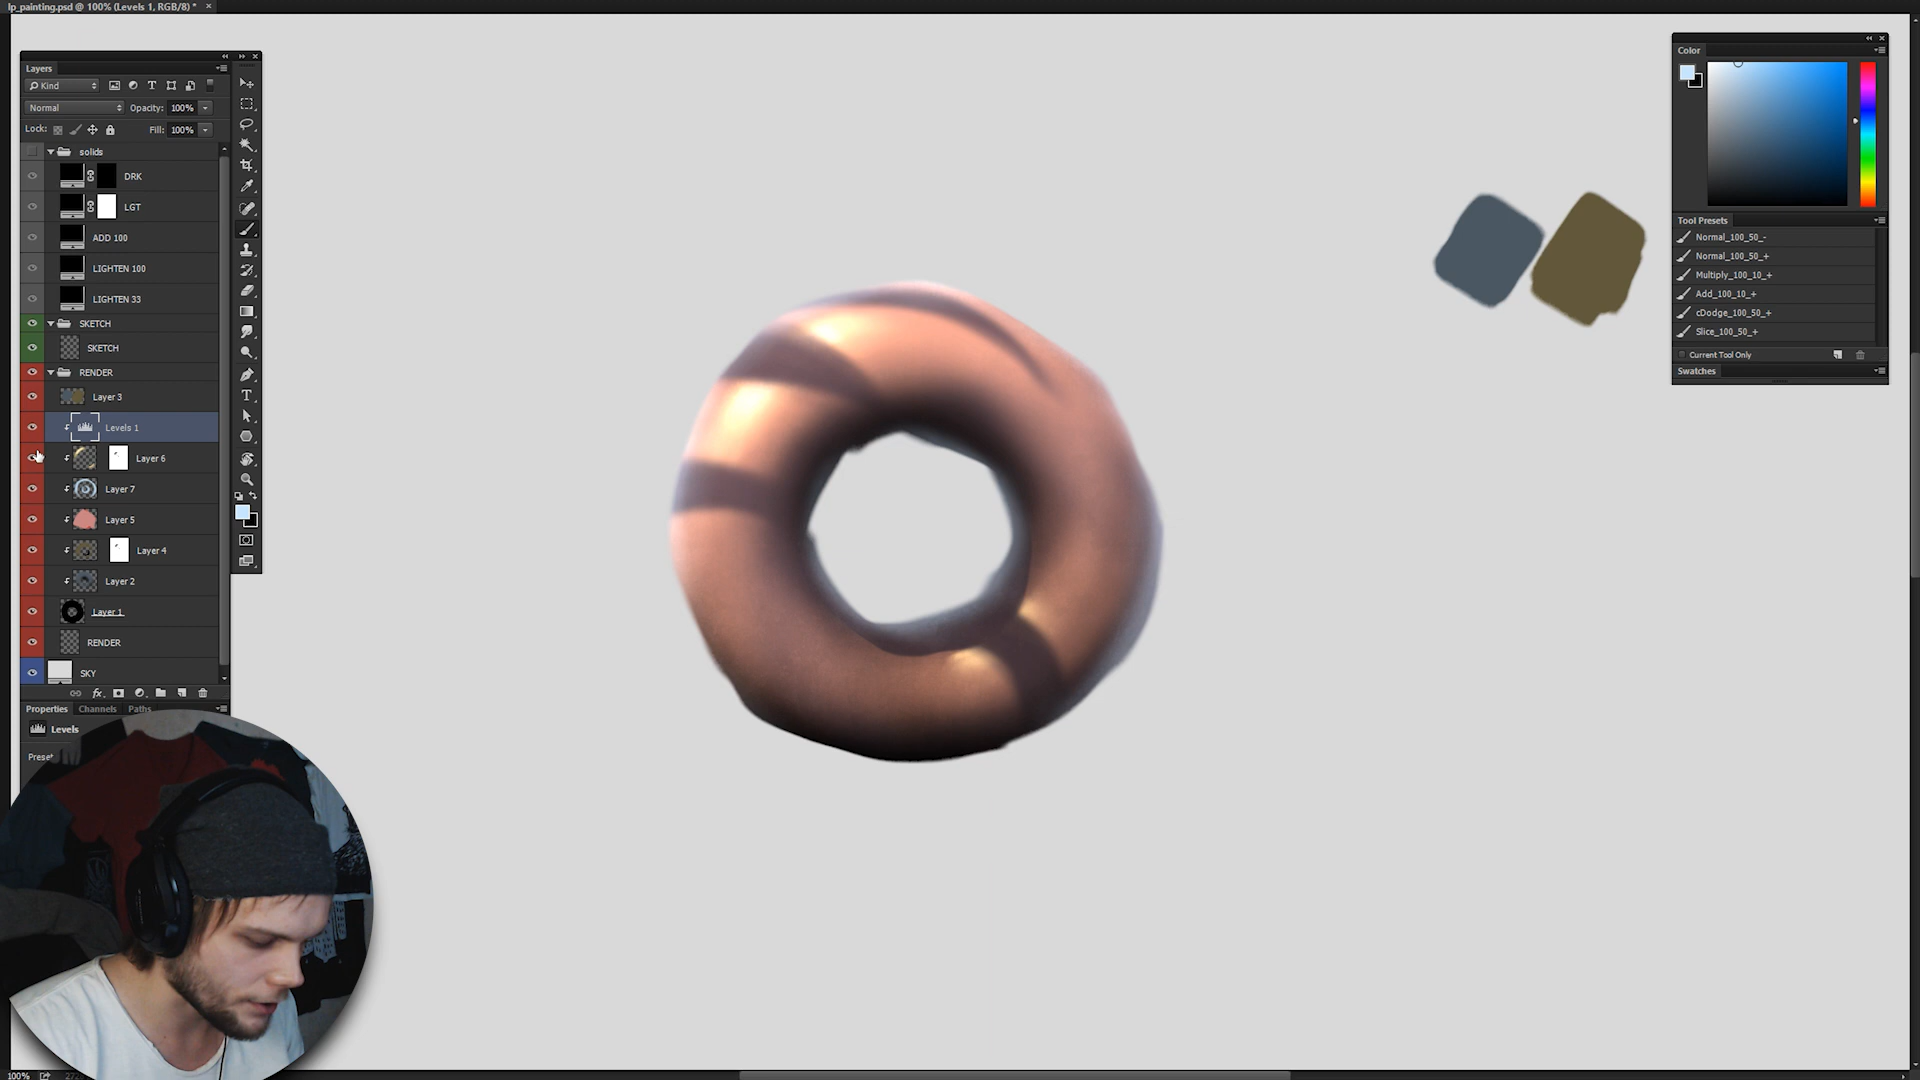 lp_painting.psd @ 100% (Levels 1, RGB/8) *
Layers
Kind
Normal Opacity: 100%
Lock: Fill: 100%
solids
DRK
LGT
ADD 100
LIGHTEN 100
LIGHTEN 33
SKETCH
SKETCH
RENDER
Layer 3
Levels 1
Layer 6
Layer 7
Layer 5
Layer 4
Layer 2
Layer 1
RENDER
SKY
Properties Channels Paths
Levels
Preset
100%
Color
Tool Presets
Normal_100_50_-
Normal_100_50_+
Multiply_100_10_+
Add_100_10_+
cDodge_100_50_+
Slice_100_50_+
Current Tool Only
Swatches